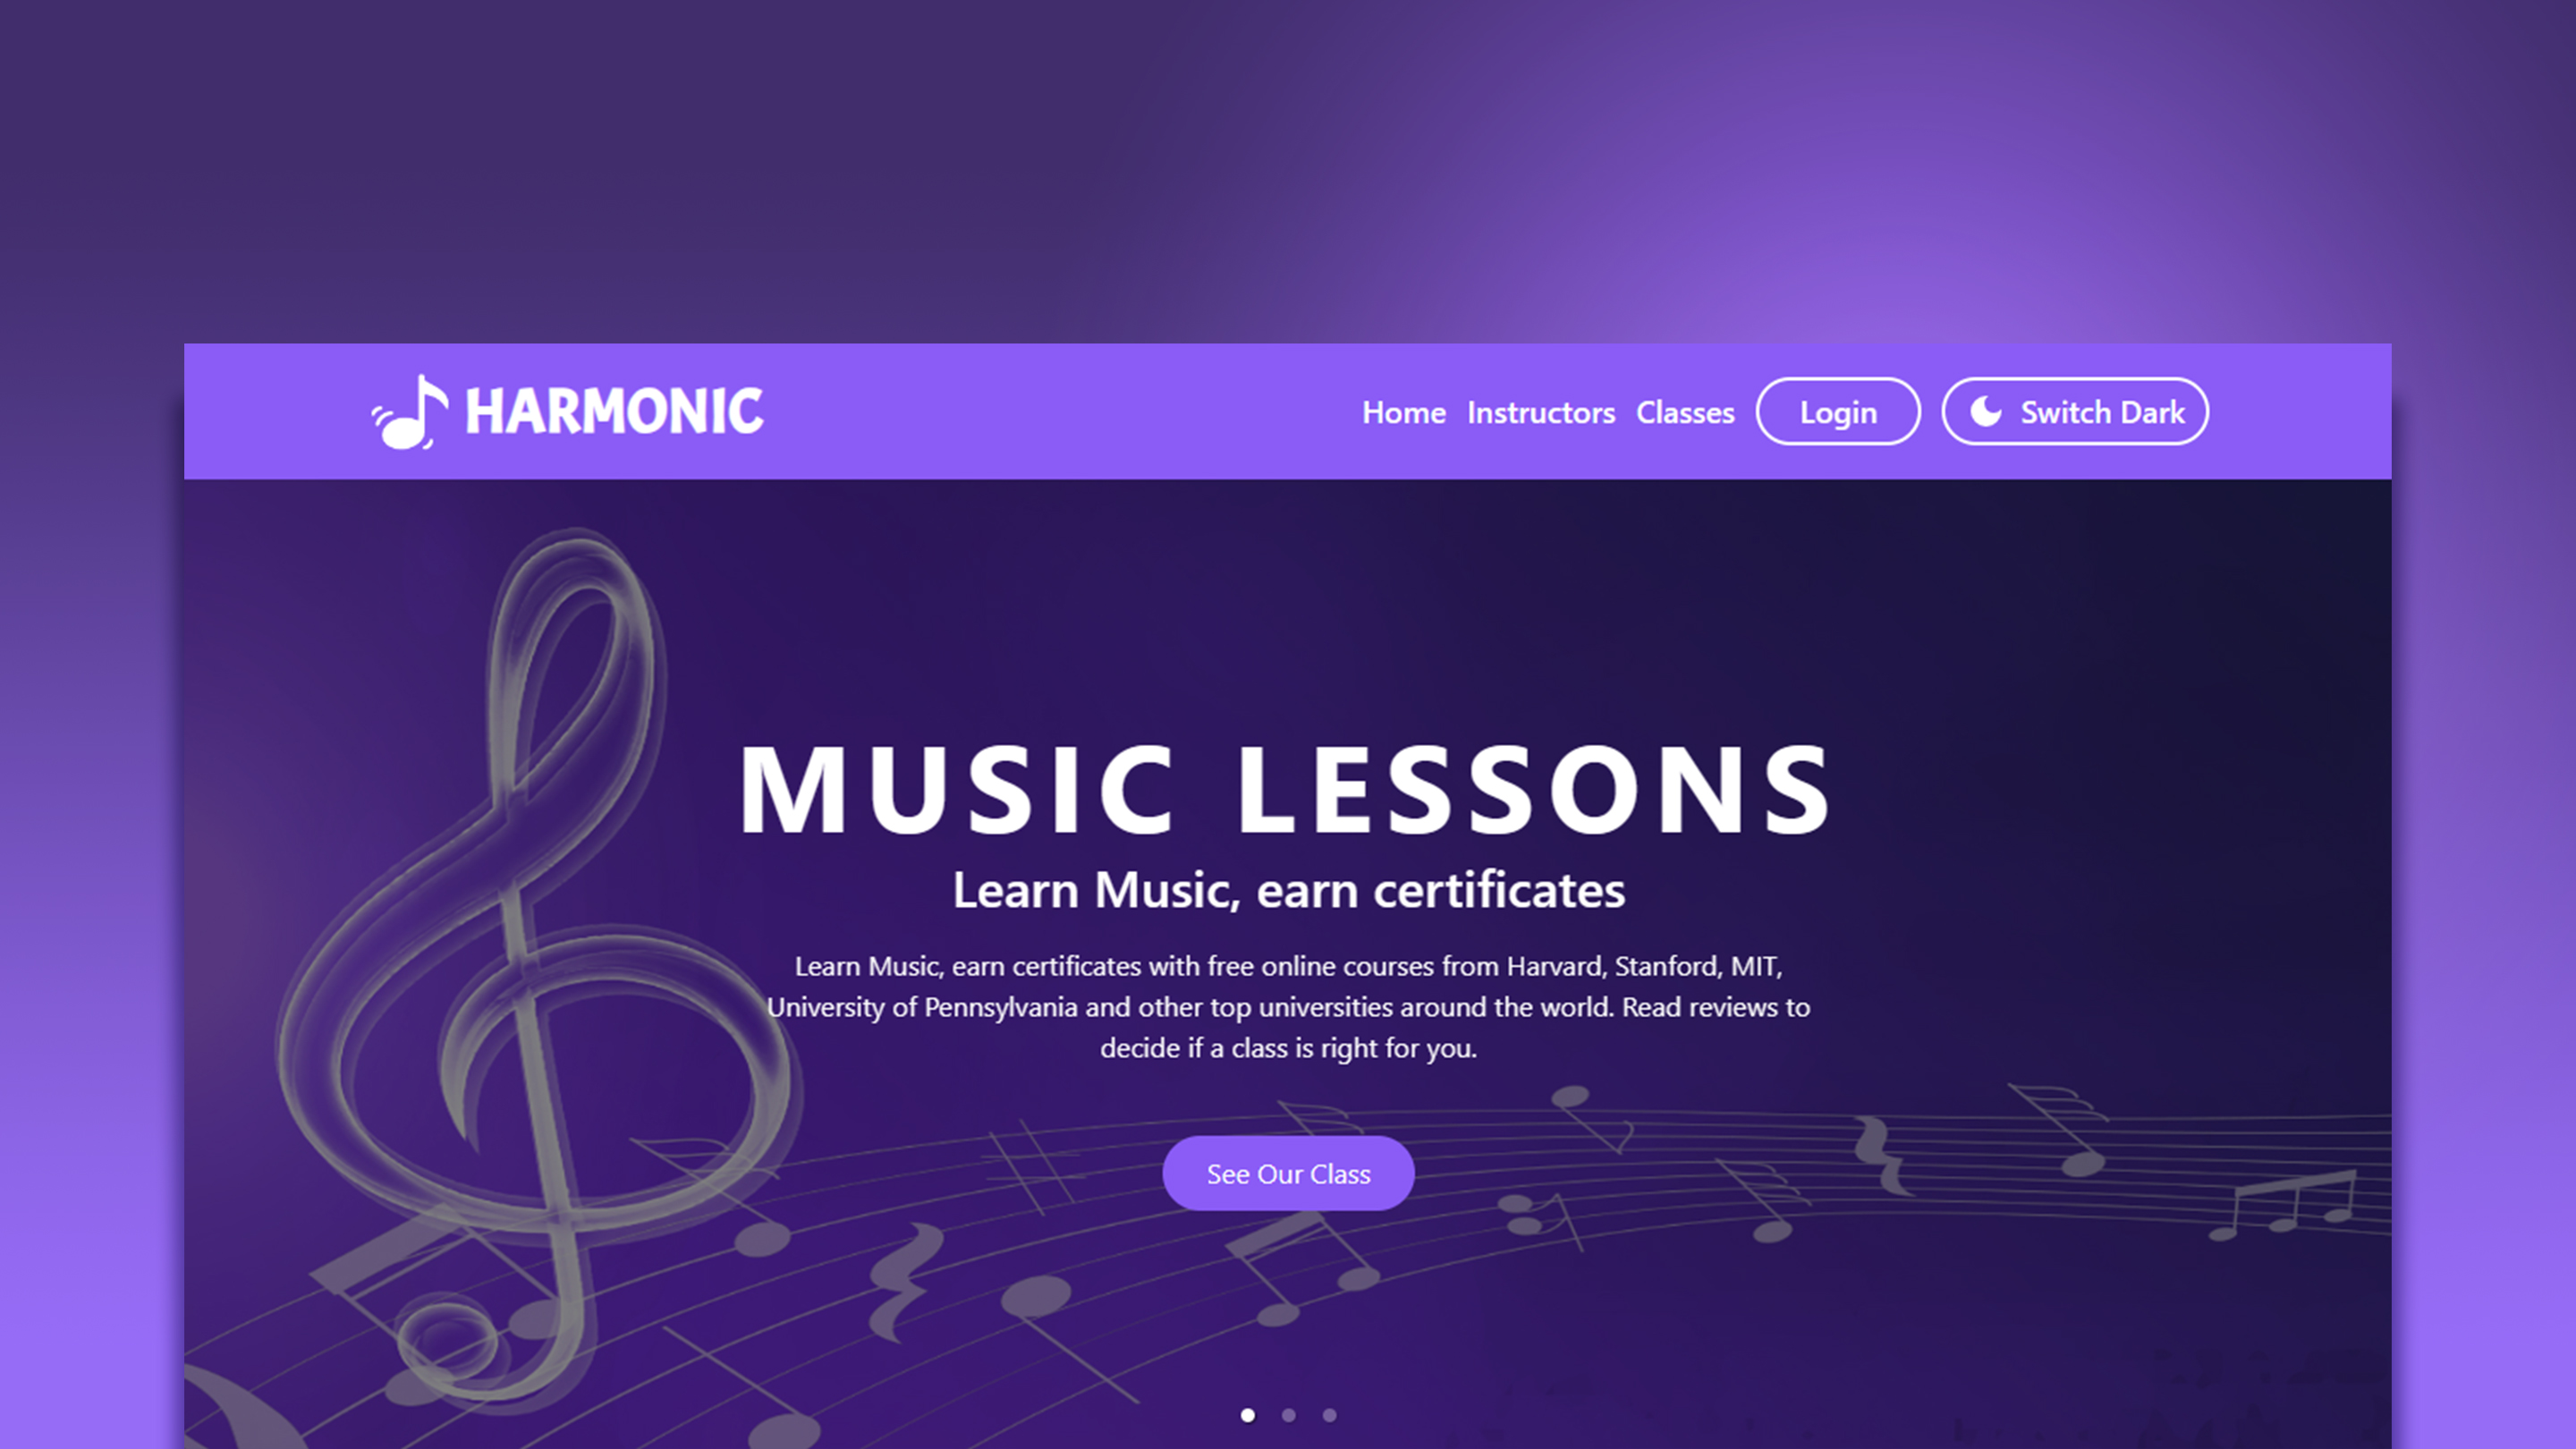 HARMONIC
Home Instructors Classes Login Switch Dark
MUSIC LESSONS
Learn Music, earn certificates
Learn Music, earn certificates with free online courses from Harvard, Stanford, MIT,
University of Pennsylvania and other top universities around the world. Read reviews to
decide if a class is right for you.
See Our Class